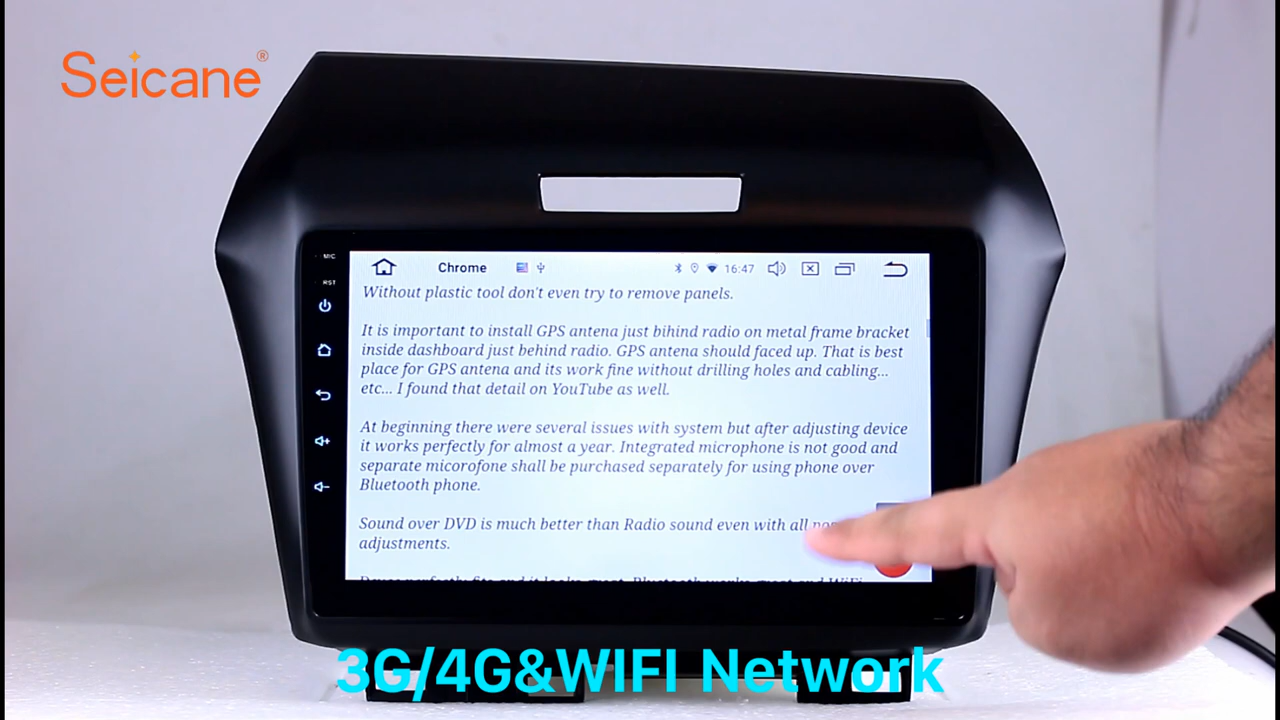 Seicane®
MIC
RST
Chrome
16:47
Without plastic tool don't even try to remove panels.
It is important to install GPS antena just bihind radio on metal frame bracket
inside dashboard just behind radio. GPS antena should faced up. That is best
place for GPS antena and its work fine without drilling holes and cabling...
etc... I found that detail on YouTube as well.
At beginning there were several issues with system but after adjusting device
it works perfectly for almost a year. Integrated microphone is not good and
separate micorofone shall be purchased separately for using phone over
Bluetooth phone.
Sound over DVD is much better than Radio sound even with all
adjustments.
3G/4G&WIFI Network